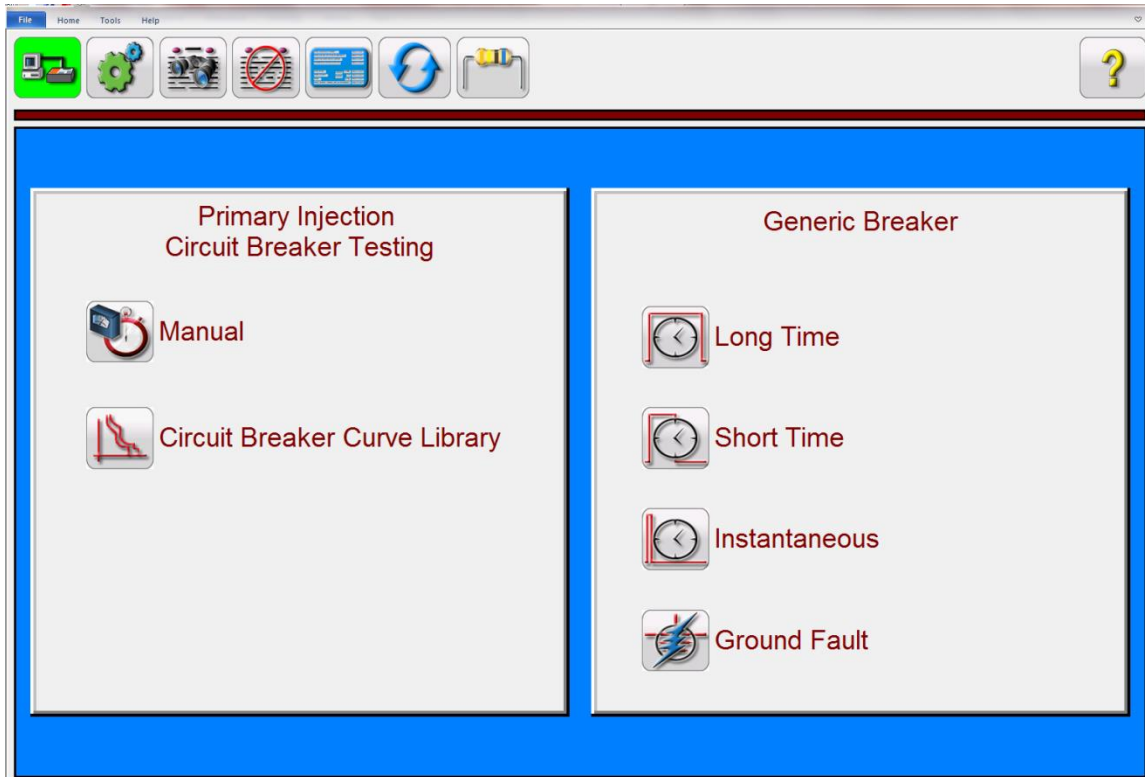 File Home Tools Help
?
Primary Injection
Circuit Breaker Testing
Manual
Circuit Breaker Curve Library
Generic Breaker
Long Time
Short Time
Instantaneous
Ground Fault